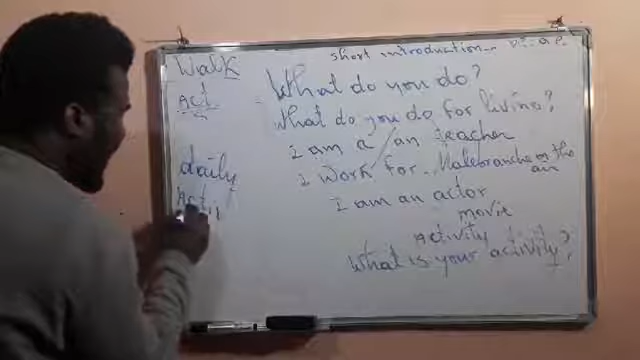 Walk
Act
daily
Acti
short introduction
What do you do?
What do you do for living?
I am a/an teacher
I work for.. Malebranche on the
air
I am an actor
movie
Activity
What is your activity?